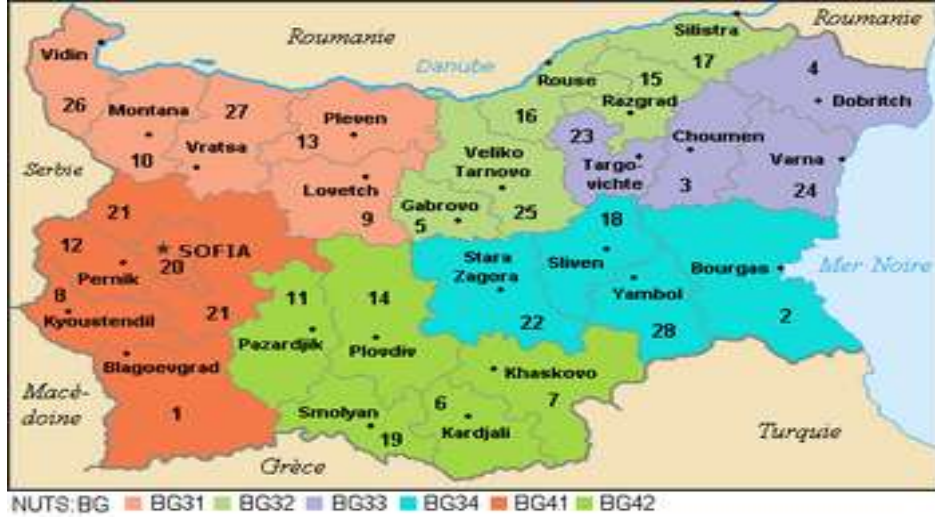 Roumanie
Roumanie
Silistra
Vidin
17
Danube
Rouse
15
4
26
Montana
27
Razgrad
Dobritch
16
Pleven
23
Choumen
13
10
Vratsa
Veliko
Tarnovo
Targo-
vichte
Varna
Serbie
Lovetch
3
24
21
9
Gabrovo
5
25
18
12
SOFIA
20
Pernik
Stara
Zagora
Sliven
Bourgas
Mer Noire
8
11
14
Yambol
Kyoustendil
21
22
28
2
Pazardjik
Plovdiv
Blagoevgrad
Khaskovo
Macé-
doine
1
Smolyan
19
6
Kardjali
7
Turquie
Grèce
NUTS:BG BG31 BG32 BG33 BG34 BG41 BG42